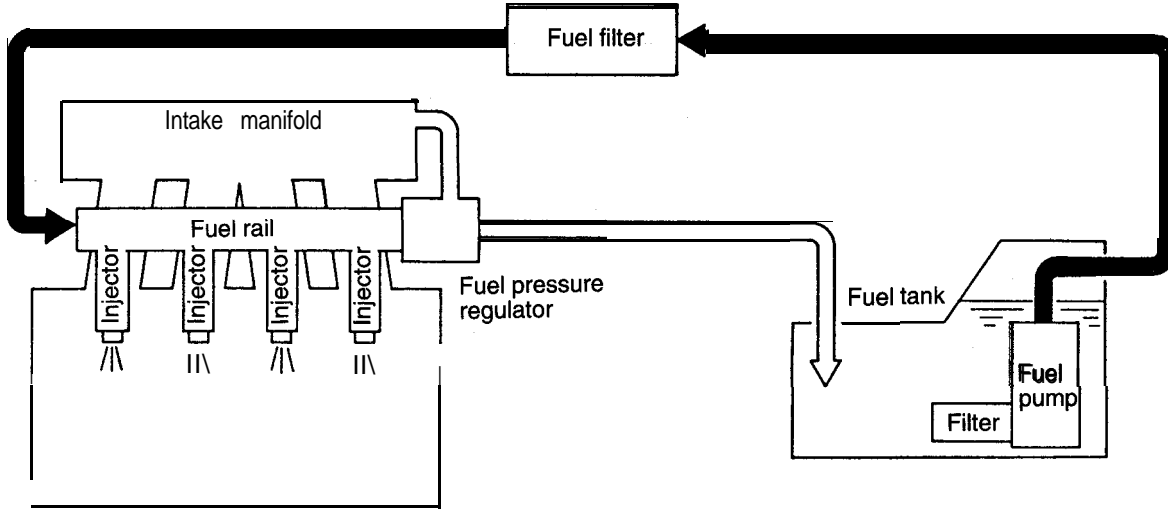 Fuel filter
Intake manifold
Fuel rail
Injector
Injector
Injector
Injector
Fuel pressure
regulator
Fuel tank
Fuel
pump
Filter